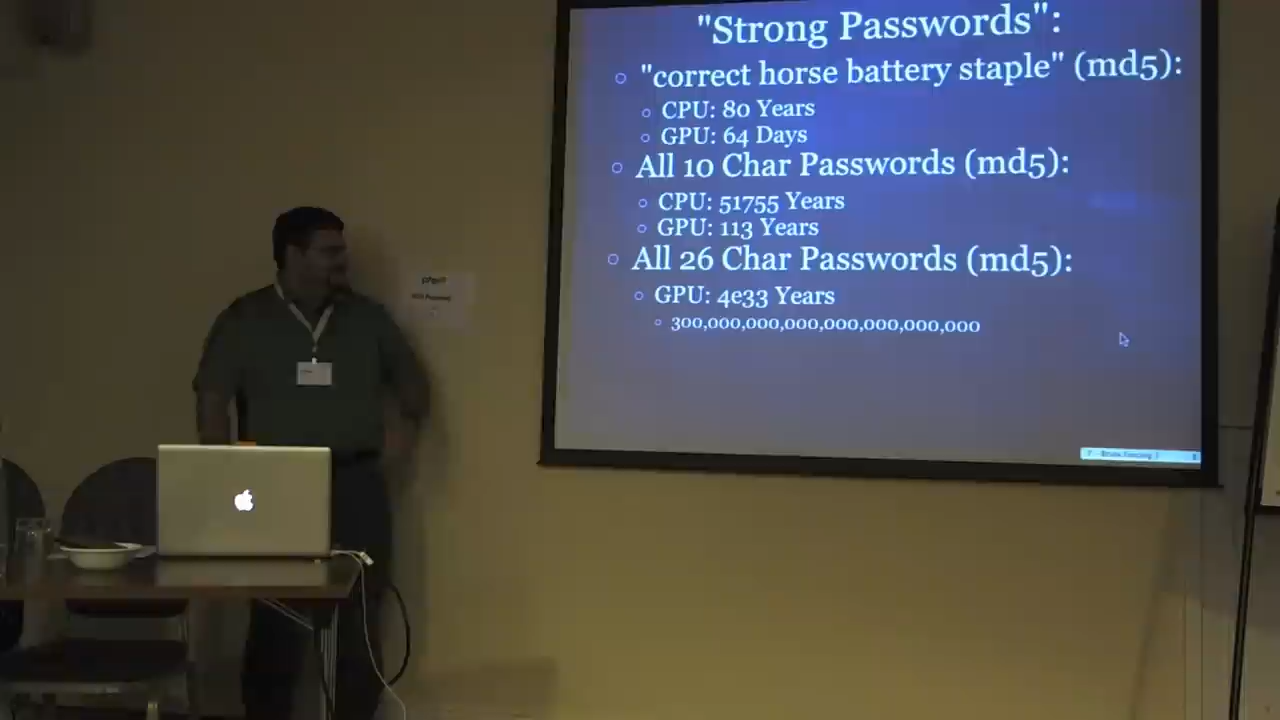 "Strong Passwords":
"correct horse battery staple" (md5):
CPU: 80 Years
GPU: 64 Days
All 10 Char Passwords (md5):
CPU: 51755 Years
GPU: 113 Years
All 26 Char Passwords (md5):
GPU: 4e33 Years
300,000,000,000,000,000,000,000